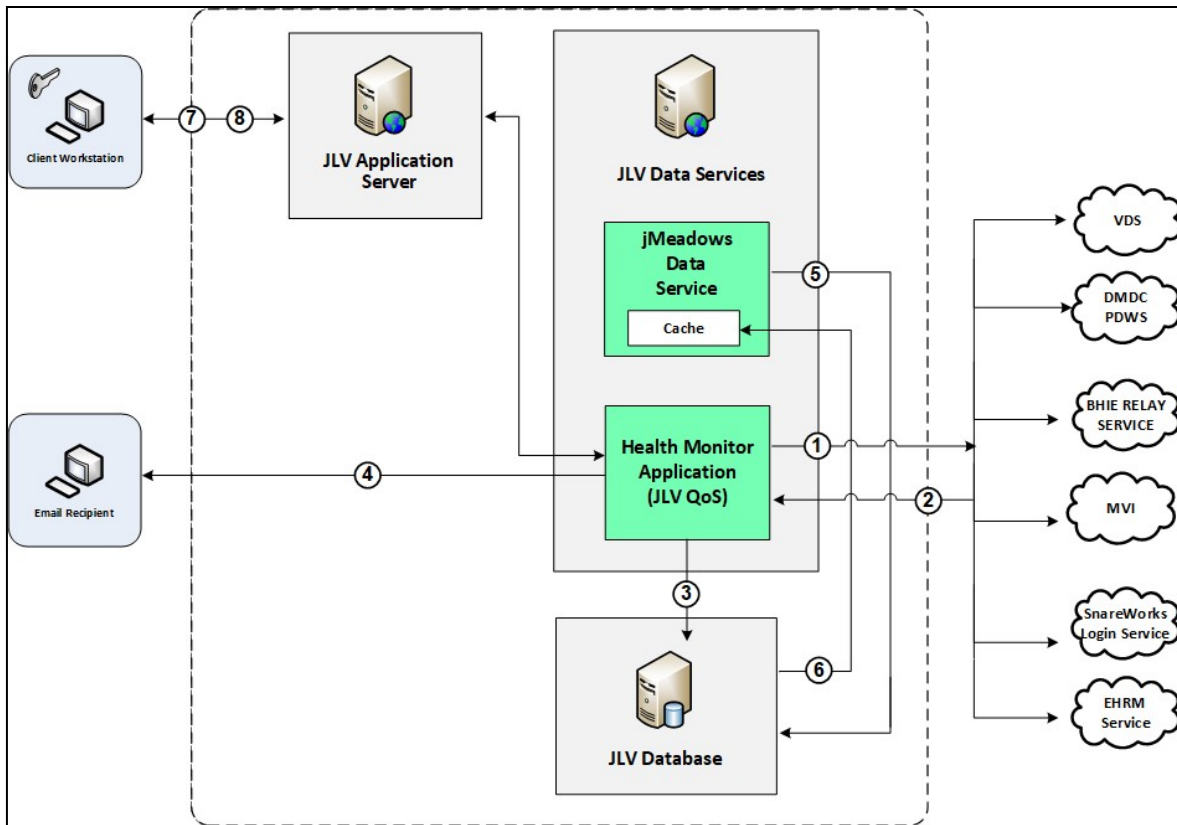 Client Workstation
7
8
JLV Application
Server
JLV Data Services
jMeadows
Data
Service
Cache
5
Health Monitor
Application
(JLV QoS)
1
2
Email Recipient
4
3
6
JLV Database
VDS
DMDC
PDWS
BHIE RELAY
SERVICE
MVI
SnareWorks
Login Service
EHRM
Service